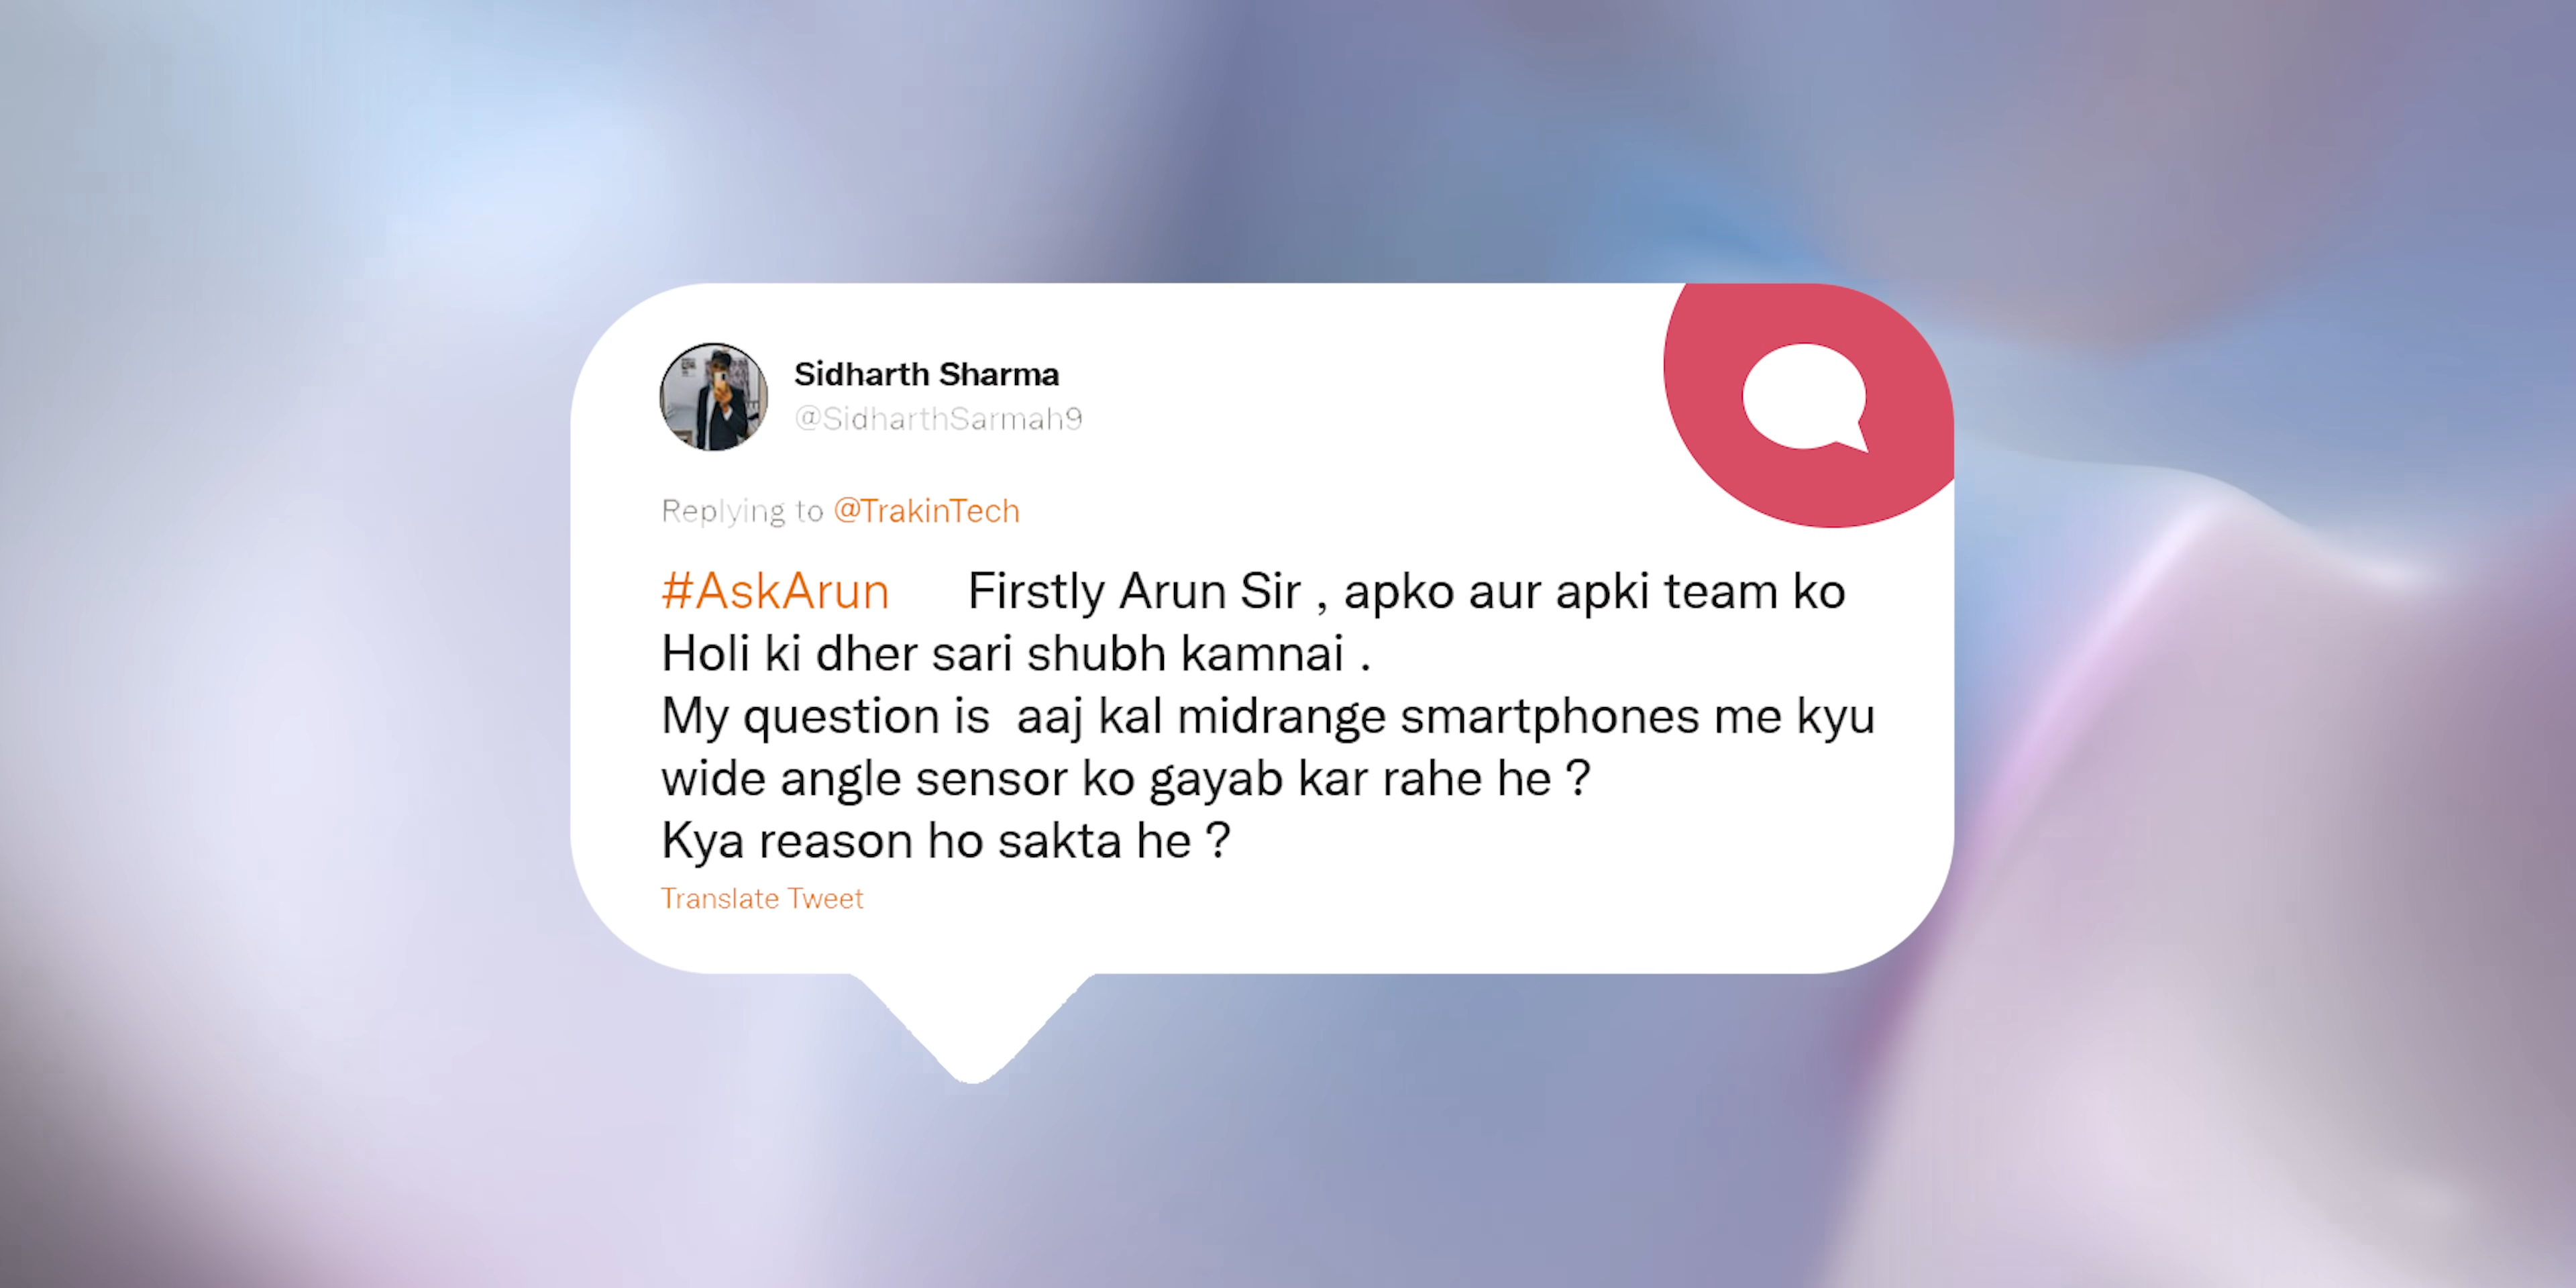 Sidharth Sharma
@SidharthSarmah9
Replying to @TrakinTech
#AskArun Firstly Arun Sir , apko aur apki team ko
Holi ki dher sari shubh kamnai .
My question is  aaj kal midrange smartphones me kyu
wide angle sensor ko gayab kar rahe he ?
Kya reason ho sakta he ?
Translate Tweet